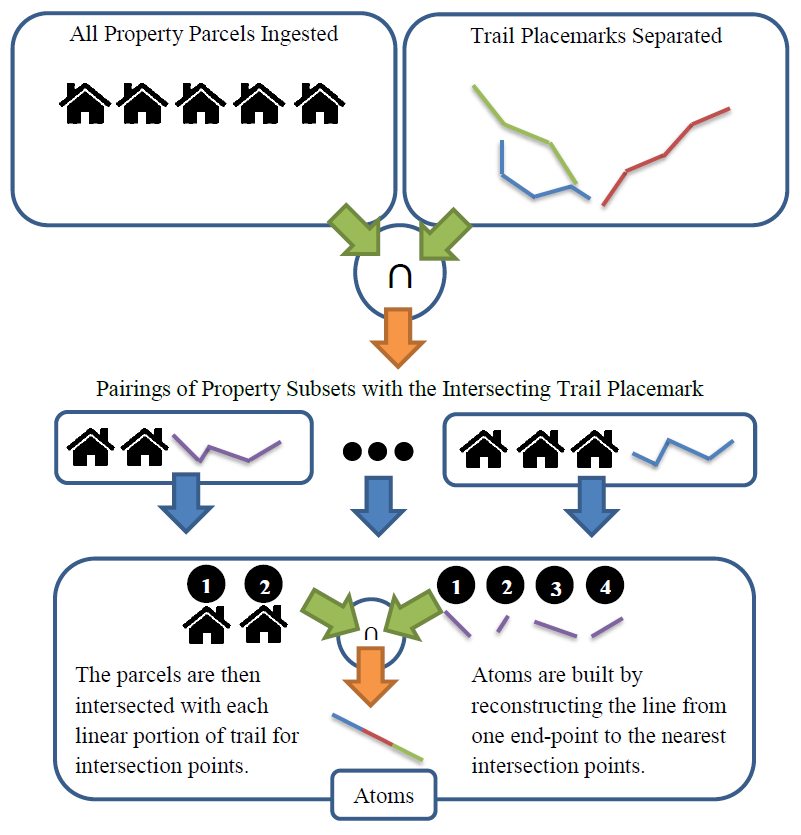 All Property Parcels Ingested
Trail Placemarks Separated
∩
Pairings of Property Subsets with the Intersecting Trail Placemark
1 2
1 2 3 4
∩
The parcels are then
intersected with each
linear portion of trail for
intersection points.
Atoms are built by
reconstructing the line from
one end-point to the nearest
intersection points.
Atoms